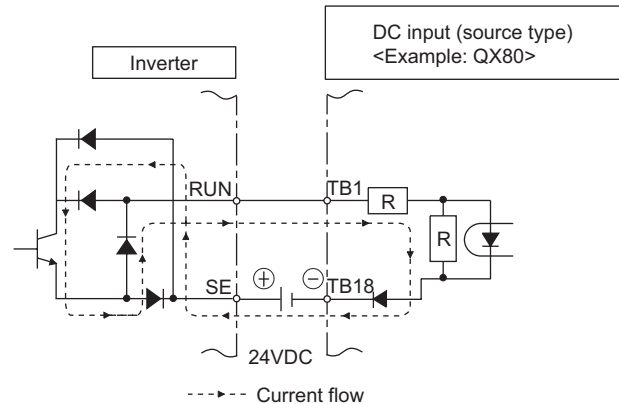 DC input (source type)
<Example: QX80>
Inverter
RUN
TB1
R
R
SE
+
−
TB18
24VDC
Current flow